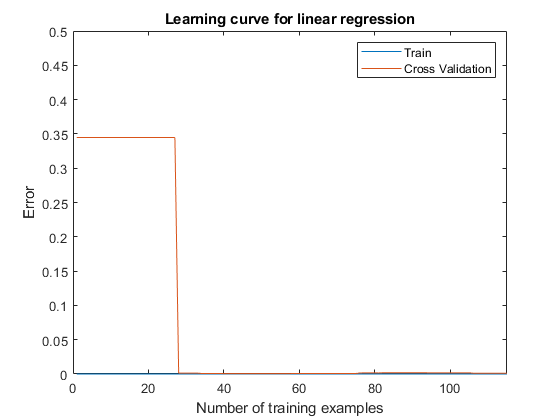 Learning curve for linear regression
0.5
0.45
0.4
0.35
0.3
0.25
0.2
0.15
0.1
0.05
0
Error
Train
Cross Validation
0 20 40 60 80 100
Number of training examples